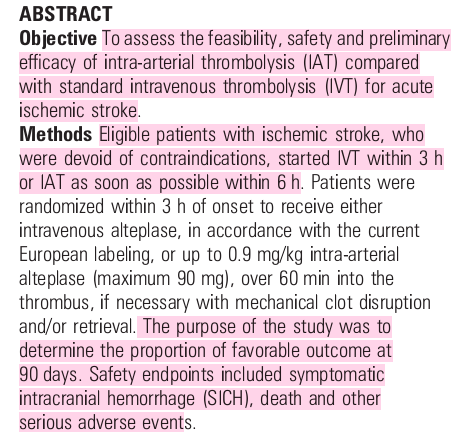 ABSTRACT
Objective To assess the feasibility, safety and preliminary
efficacy of intra-arterial thrombolysis (IAT) compared
with standard intravenous thrombolysis (IVT) for acute
ischemic stroke.
Methods Eligible patients with ischemic stroke, who
were devoid of contraindications, started IVT within 3 h
or IAT as soon as possible within 6 h. Patients were
randomized within 3 h of onset to receive either
intravenous alteplase, in accordance with the current
European labeling, or up to 0.9 mg/kg intra-arterial
alteplase (maximum 90 mg), over 60 min into the
thrombus, if necessary with mechanical clot disruption
and/or retrieval. The purpose of the study was to
determine the proportion of favorable outcome at
90 days. Safety endpoints included symptomatic
intracranial hemorrhage (SICH), death and other
serious adverse events.